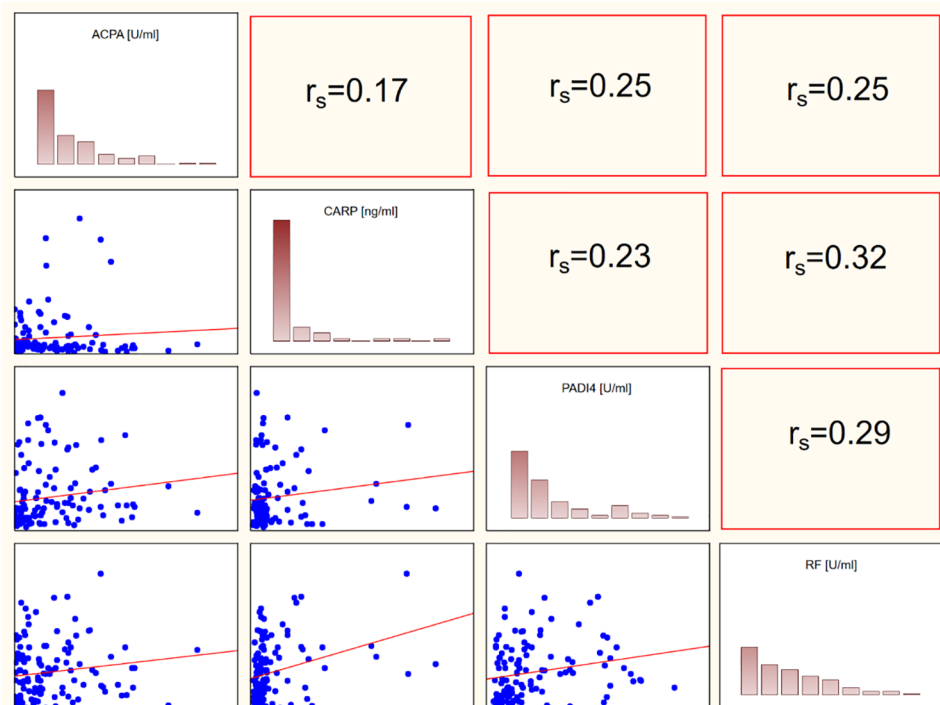 ACPA [U/ml]
rs=0.17
rs=0.25
rs=0.25
CARP [ng/ml]
rs=0.23
rs=0.32
PADI4 [U/ml]
rs=0.29
RF [U/ml]